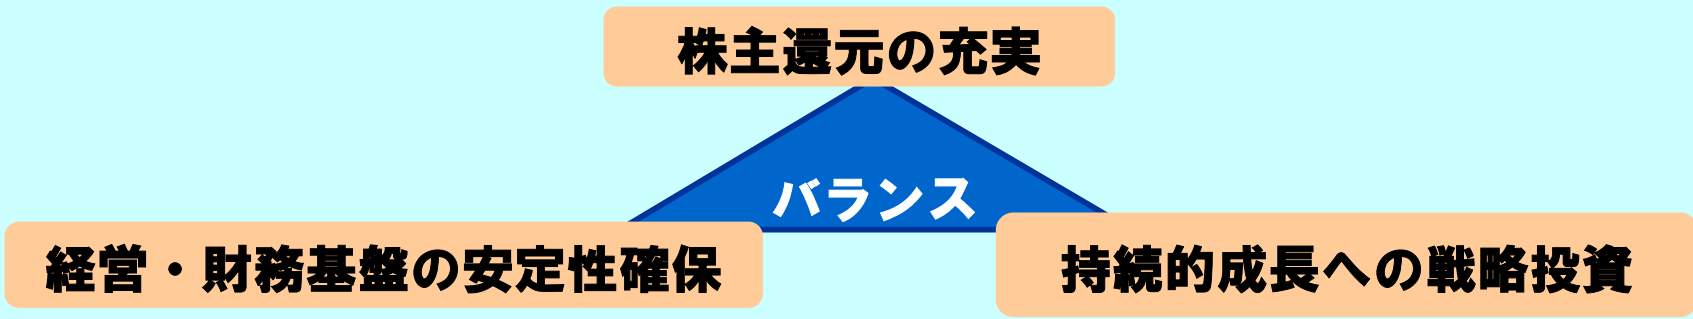 株主還元の充実
バランス
経営・財務基盤の安定性確保
持続的成長への戦略投資